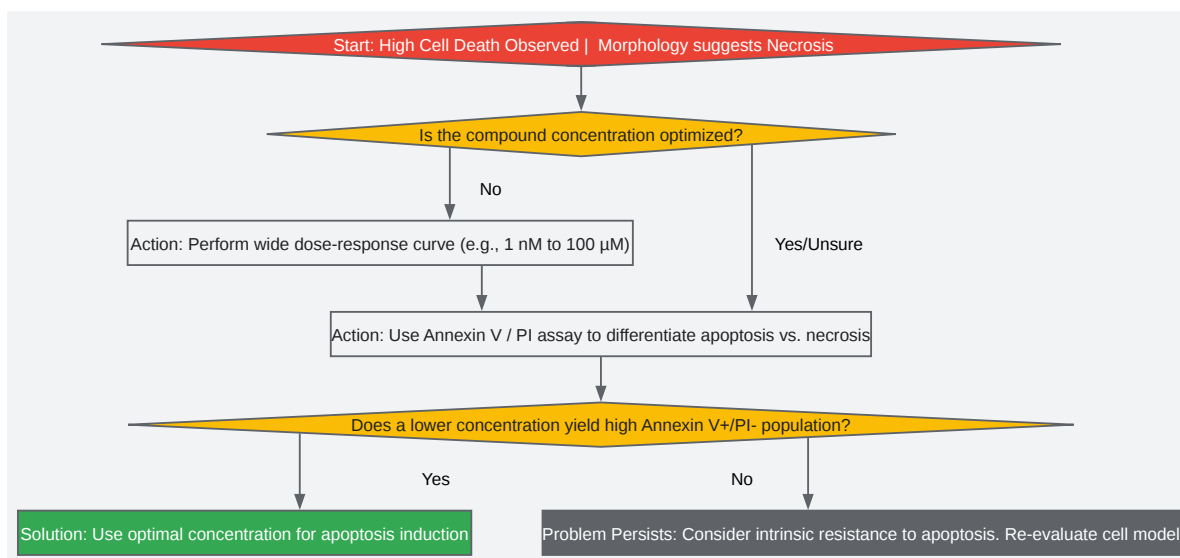 Start: High Cell Death Observed | Morphology suggests Necrosis
Is the compound concentration optimized?
No
Action: Perform wide dose-response curve (e.g., 1 nM to 100 µM)
Yes/Unsure
Action: Use Annexin V / PI assay to differentiate apoptosis vs. necrosis
Does a lower concentration yield high Annexin V+/PI- population?
Yes
No
Solution: Use optimal concentration for apoptosis induction
Problem Persists: Consider intrinsic resistance to apoptosis. Re-evaluate cell model